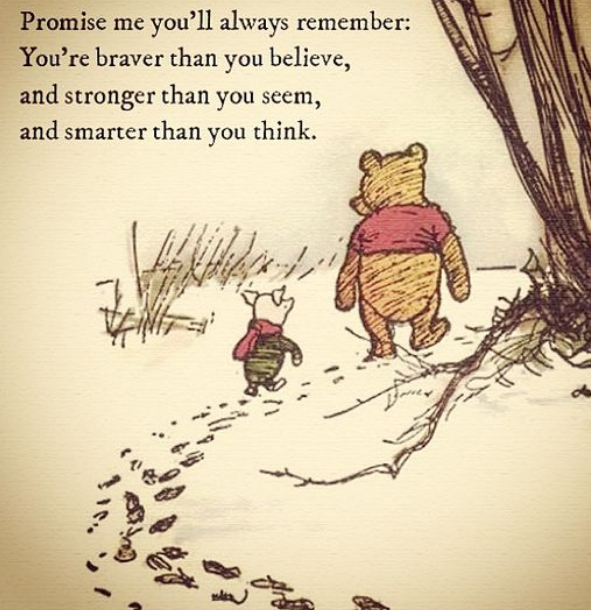 Promise me you'll always remember:
You're braver than you believe,
and stronger than you seem,
and smarter than you think.